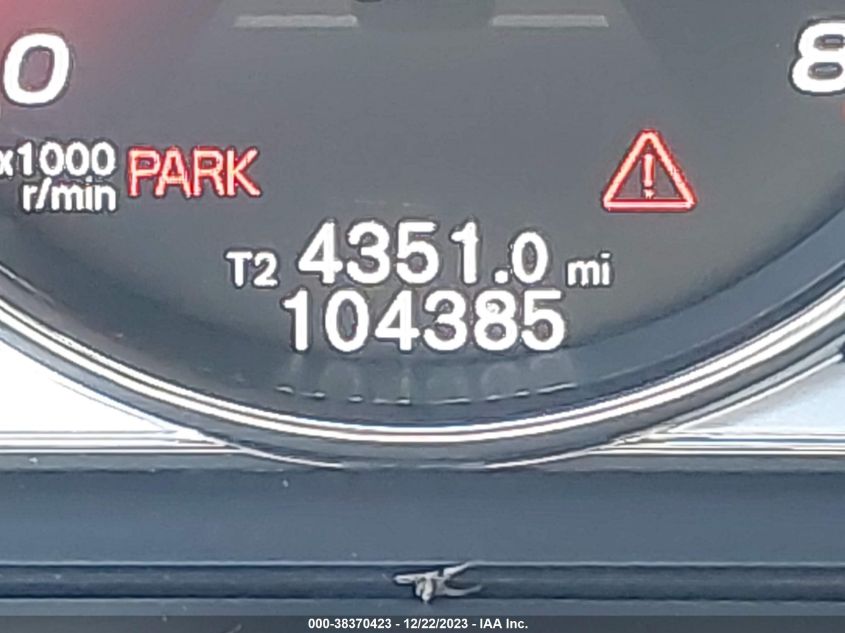 0
8
x1000 PARK
r/min
T2 4351.0 mi
104385
000-38370423 - 12/22/2023 - IAA Inc.